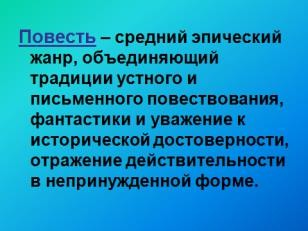 Повесть – средний эпический
жанр, объединяющий
традиции устного и
письменного повествования,
фантастики и уважение к
исторической достоверности,
отражение действительности
в непринужденной форме.